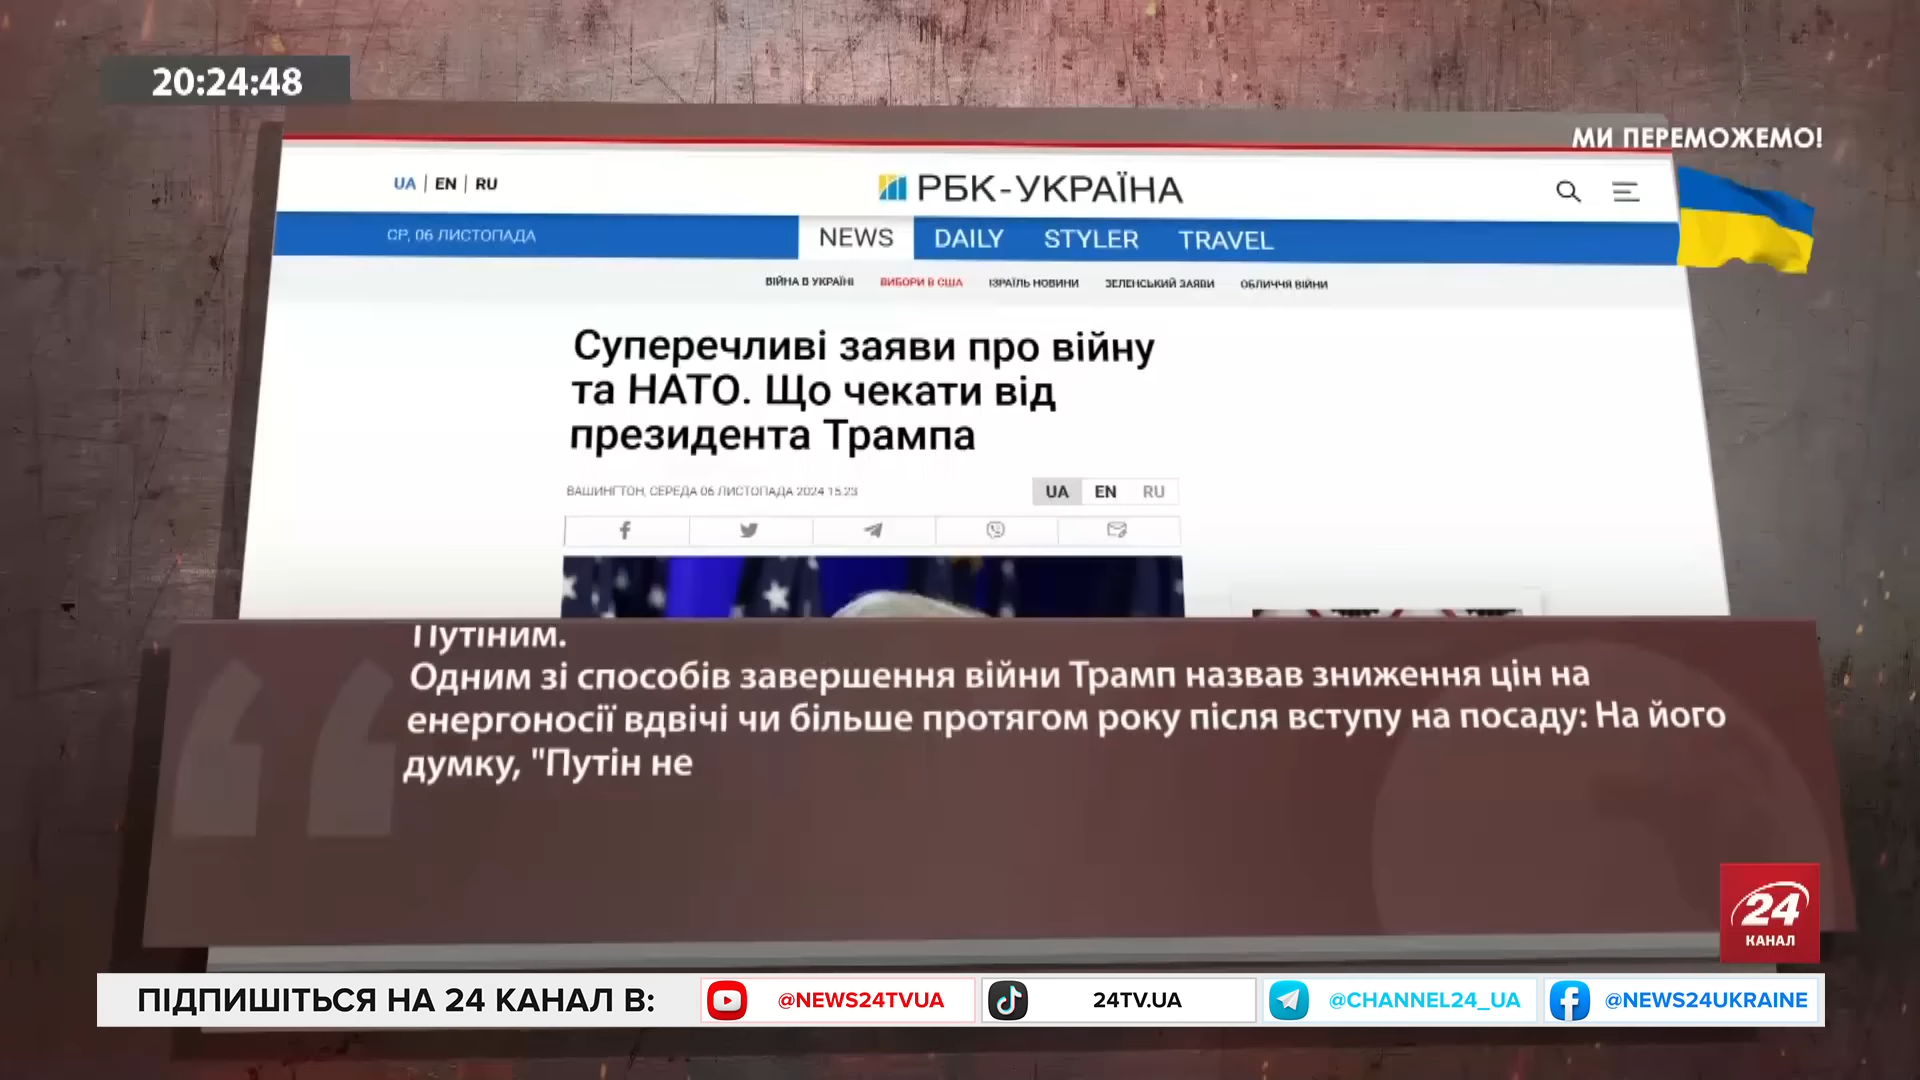 20:24:48
МИ ПЕРЕМОЖЕМО!
UA | EN | RU
РБК-УКРАЇНА
СР, 06 ЛИСТОПАДА
NEWS DAILY STYLER TRAVEL
ВІЙНА В УКРАЇНІ ВИБОРИ В США ІЗРАЇЛЬ НОВИНИ ЗЕЛЕНСЬКИЙ ЗАЯВИ ОБЛИЧЧЯ ВІЙНИ
Суперечливі заяви про війну
та НАТО. Що чекати від
президента Трампа
ВАШИНГТОН, СЕРЕДА 06 ЛИСТОПАДА 2024 15:23
UA EN RU
Путіним.
Одним зі способів завершення війни Трамп назвав зниження цін на
енергоносії вдвічі чи більше протягом року після вступу на посаду: На його
думку, "Путін не
24
КАНАЛ
ПІДПИШІТЬСЯ НА 24 КАНАЛ В: @NEWS24TVUA 24TV.UA @CHANNEL24_UA @NEWS24UKRAINE